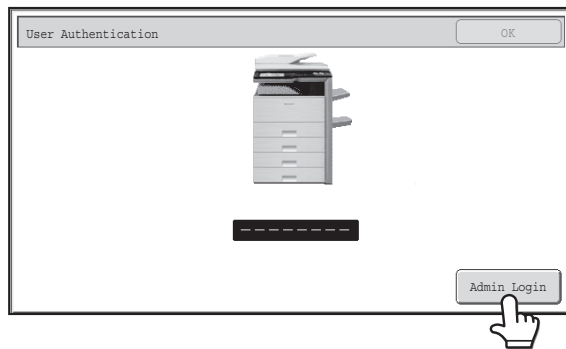 User Authentication
OK
--------
Admin Login